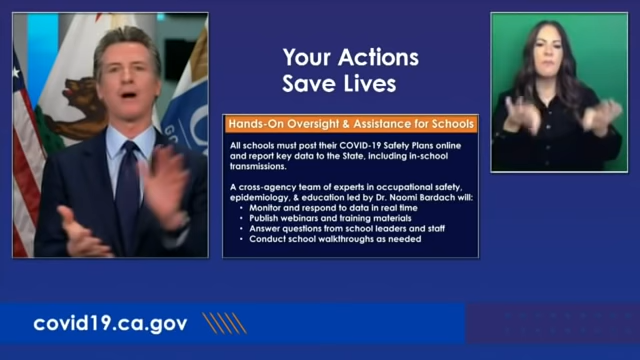 Your Actions
Save Lives
Hands-On Oversight & Assistance for Schools
All schools must post their COVID-19 Safety Plans online
and report key data to the State, including in-school
transmissions.
A cross-agency team of experts in occupational safety,
epidemiology, & education led by Dr. Naomi Bardach will:
• Monitor and respond to data in real time
• Publish webinars and training materials
• Answer questions from school leaders and staff
• Conduct school walkthroughs as needed
covid19.ca.gov